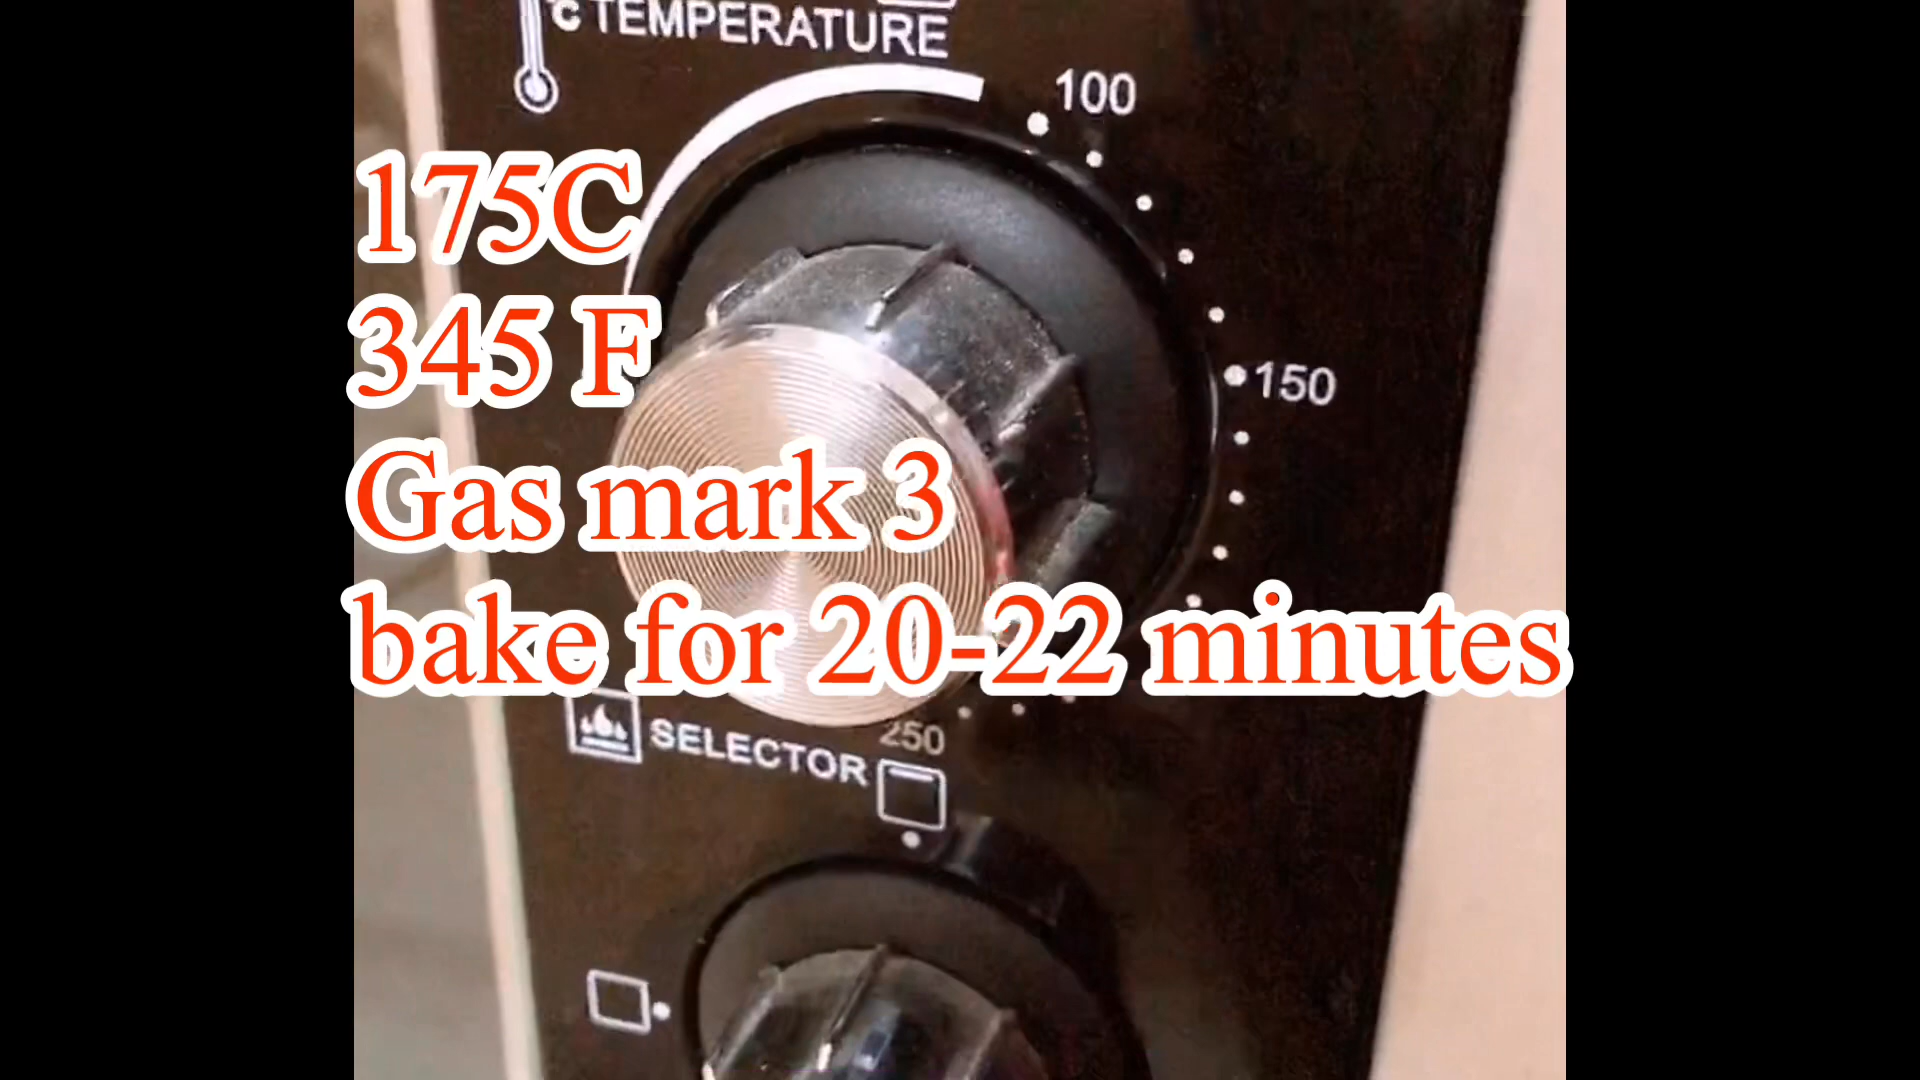 °C TEMPERATURE
100
175C
345 F
150
Gas mark 3
bake for 20-22 minutes
250
SELECTOR